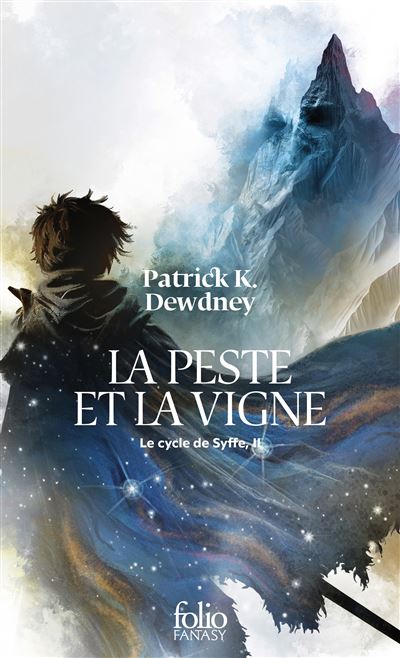 Patrick K.
Dewdney
LA PESTE
ET LA VIGNE
Le cycle de Syffe, II
folio
FANTASY